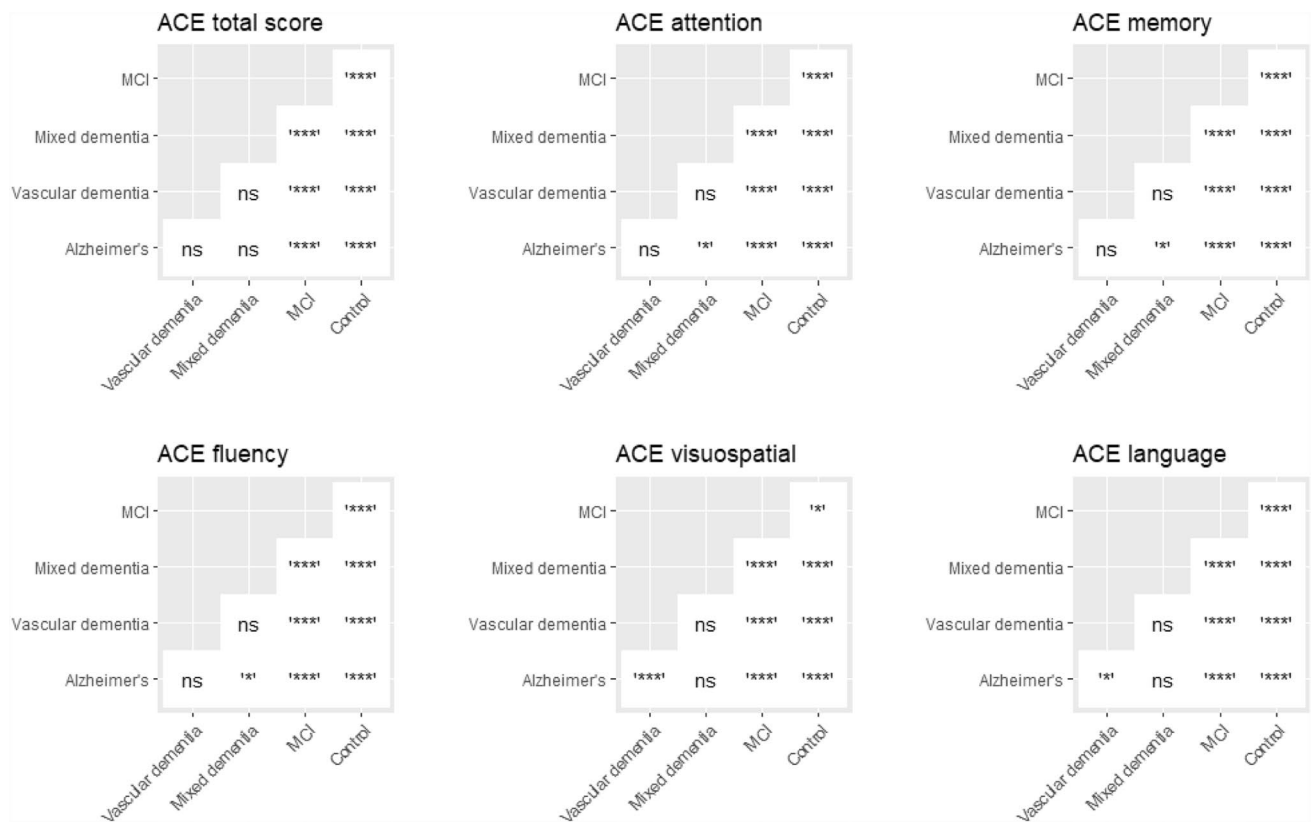 ACE total score
MCI '***'
Mixed dementia '***' '***'
Vascular dementia ns '***' '***'
Alzheimer's ns ns '***' '***'
Vascular dementia
Mixed dementia
MCI
Control
ACE attention
MCI '***'
Mixed dementia '***' '***'
Vascular dementia ns '***' '***'
Alzheimer's ns '*' '***' '***'
Vascular dementia
Mixed dementia
MCI
Control
ACE memory
MCI '***'
Mixed dementia '***' '***'
Vascular dementia ns '***' '***'
Alzheimer's ns '*' '***' '***'
Vascular dementia
Mixed dementia
MCI
Control
ACE fluency
MCI '***'
Mixed dementia '***' '***'
Vascular dementia ns '***' '***'
Alzheimer's ns '*' '***' '***'
Vascular dementia
Mixed dementia
MCI
Control
ACE visuospatial
MCI '*'
Mixed dementia '***' '***'
Vascular dementia ns '***' '***'
Alzheimer's '***' ns '***' '***'
Vascular dementia
Mixed dementia
MCI
Control
ACE language
MCI '***'
Mixed dementia '***' '***'
Vascular dementia ns '***' '***'
Alzheimer's '*' ns '***' '***'
Vascular dementia
Mixed dementia
MCI
Control